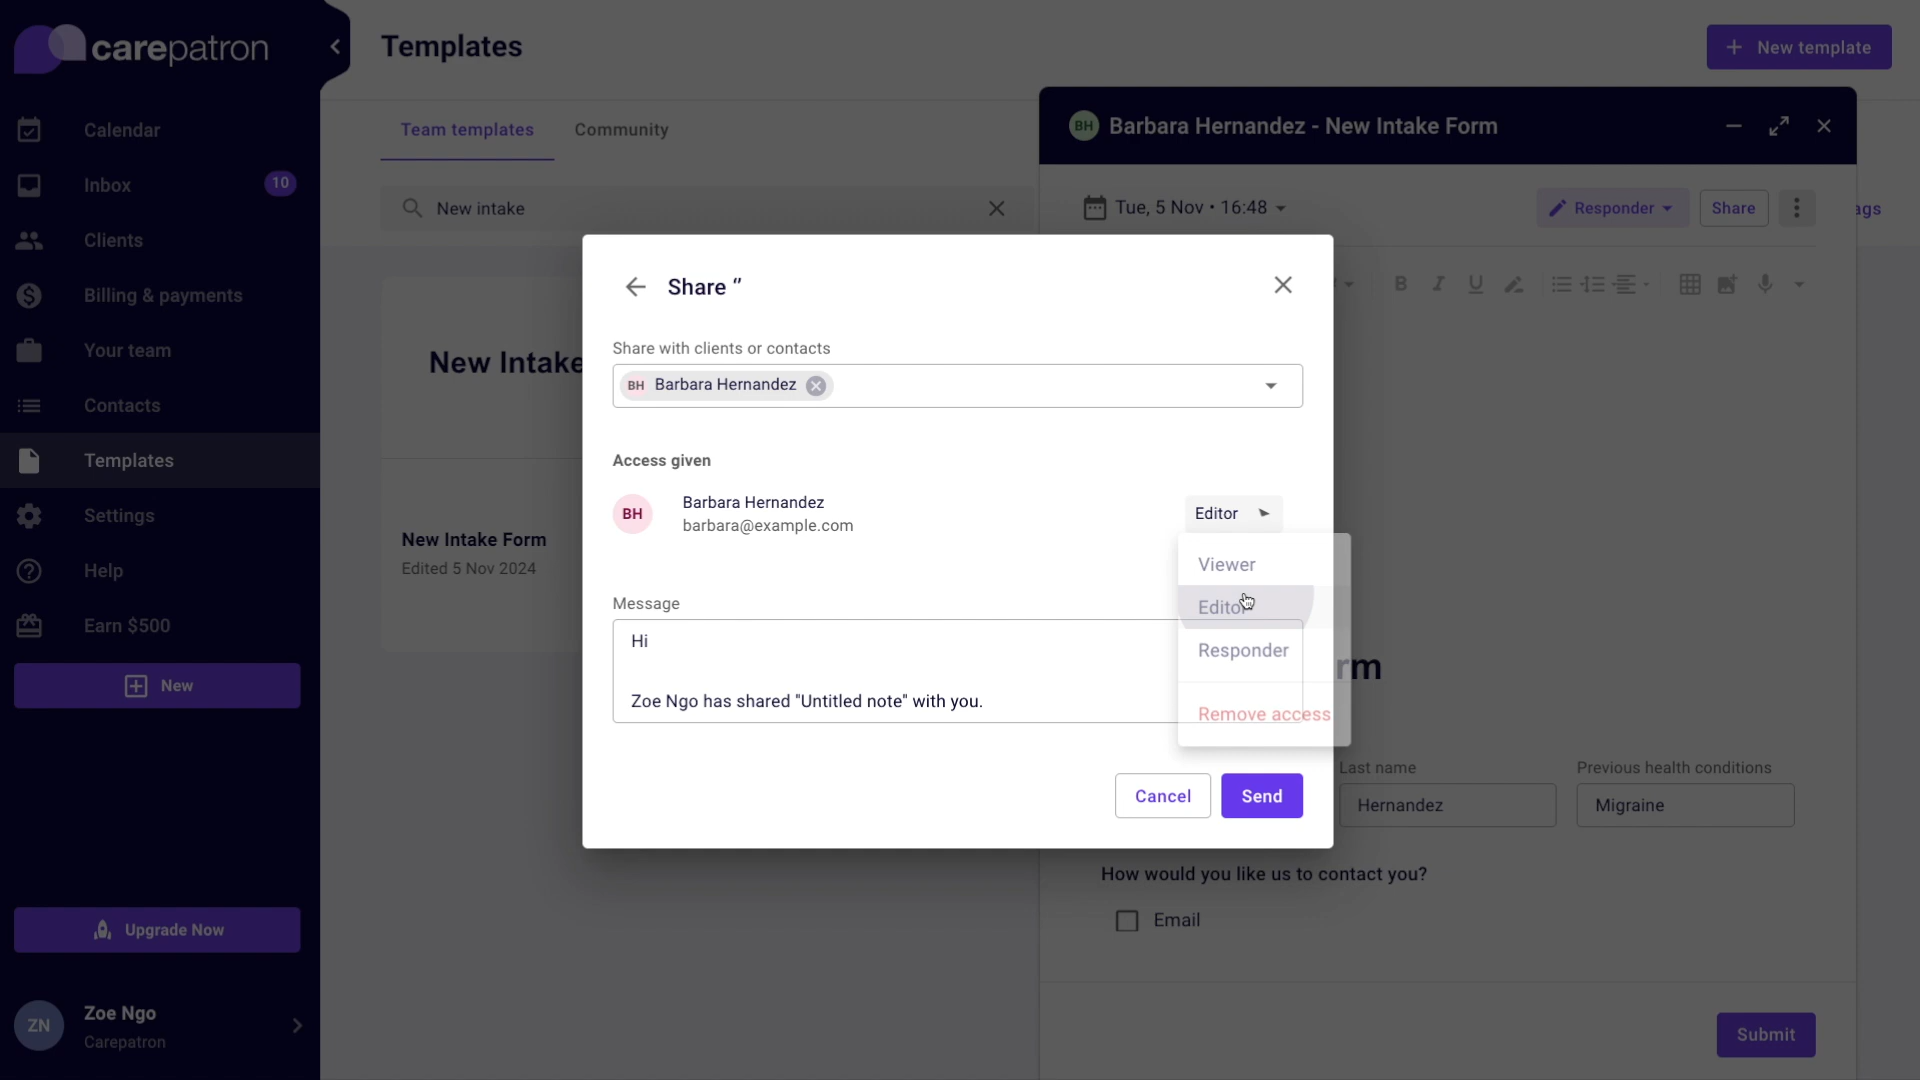 carepatron
Calendar
Inbox
10
Clients
Billing & payments
Your team
Contacts
Templates
Settings
Help
Earn $500
New
Upgrade Now
ZN
Zoe Ngo
Carepatron
Templates
New template
Team templates
Community
New intake
New Intake
New Intake Form
Edited 5 Nov 2024
BH
Barbara Hernandez - New Intake Form
Tue, 5 Nov • 16:48
Responder
Share
ags
Share ‘’
Share with clients or contacts
BH Barbara Hernandez
Access given
BH
Barbara Hernandez
barbara@example.com
Editor
Viewer
Editor
Responder
Remove access
Message
Hi
Zoe Ngo has shared "Untitled note" with you.
Cancel
Send
rm
Last name
Previous health conditions
Hernandez
Migraine
How would you like us to contact you?
Email
Submit